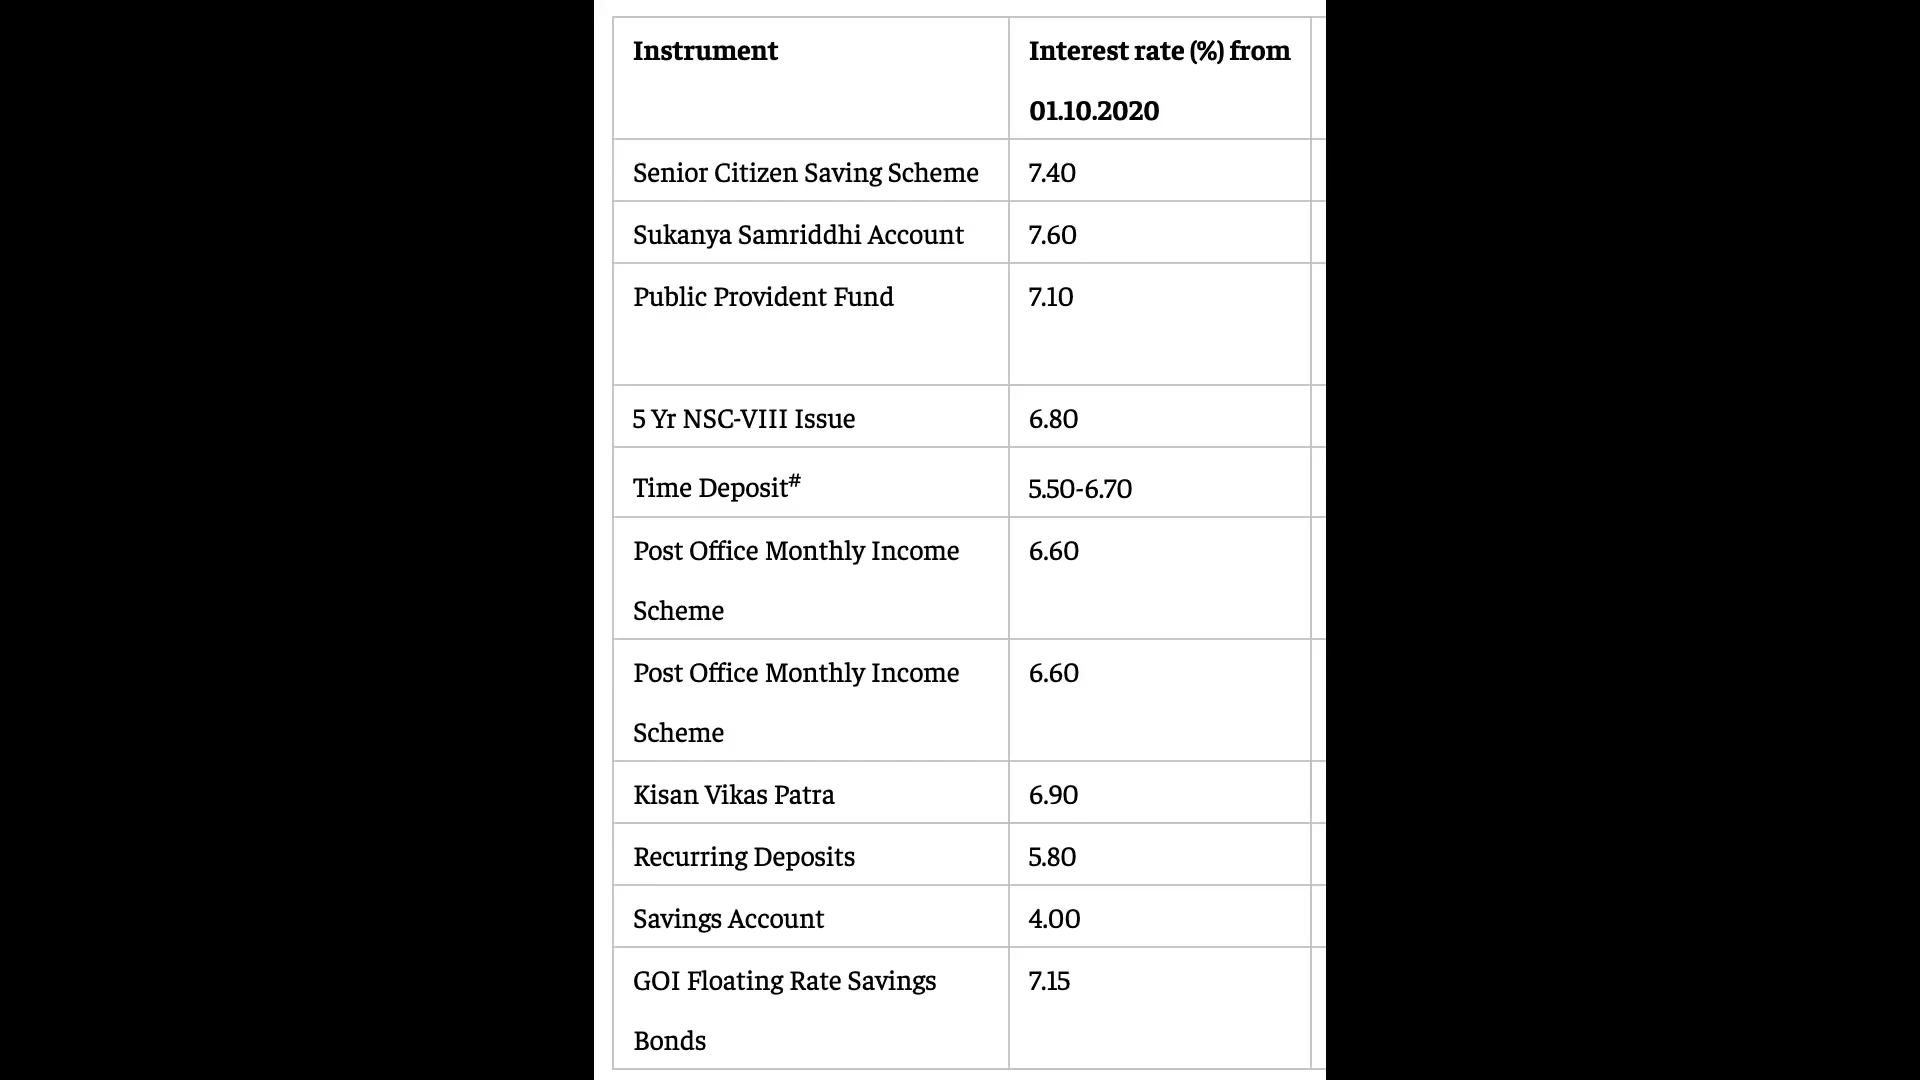 Instrument
Interest rate (%) from
01.10.2020
Senior Citizen Saving Scheme
7.40
Sukanya Samriddhi Account
7.60
Public Provident Fund
7.10
5 Yr NSC-VIII Issue
6.80
Time Deposit#
5.50-6.70
Post Office Monthly Income
Scheme
6.60
Post Office Monthly Income
Scheme
6.60
Kisan Vikas Patra
6.90
Recurring Deposits
5.80
Savings Account
4.00
GOI Floating Rate Savings
Bonds
7.15